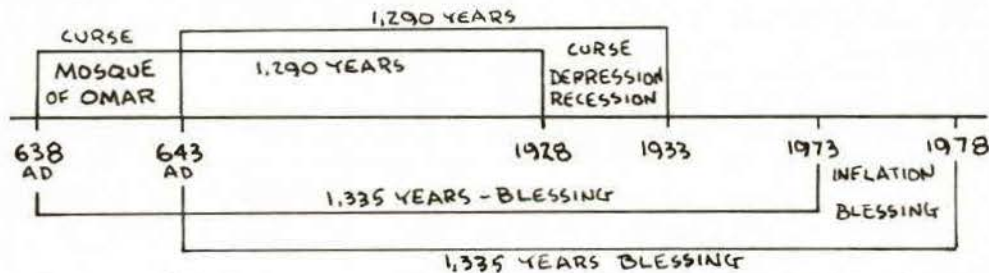 1,290 YEARS
CURSE
CURSE
MOSQUE
OF OMAR
1,290 YEARS
DEPRESSION
RECESSION
638
AD
643
AD
1928
1933
1973
1978
INFLATION
BLESSING
1,335 YEARS - BLESSING
1,335 YEARS BLESSING